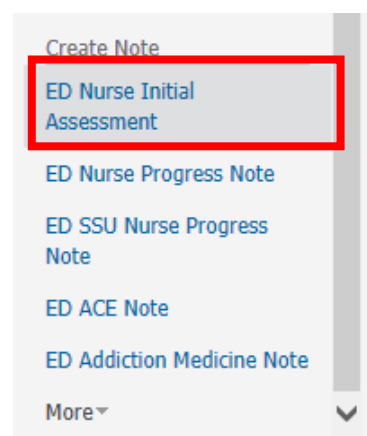 Create Note
ED Nurse Initial
Assessment
ED Nurse Progress Note
ED SSU Nurse Progress
Note
ED ACE Note
ED Addiction Medicine Note
More